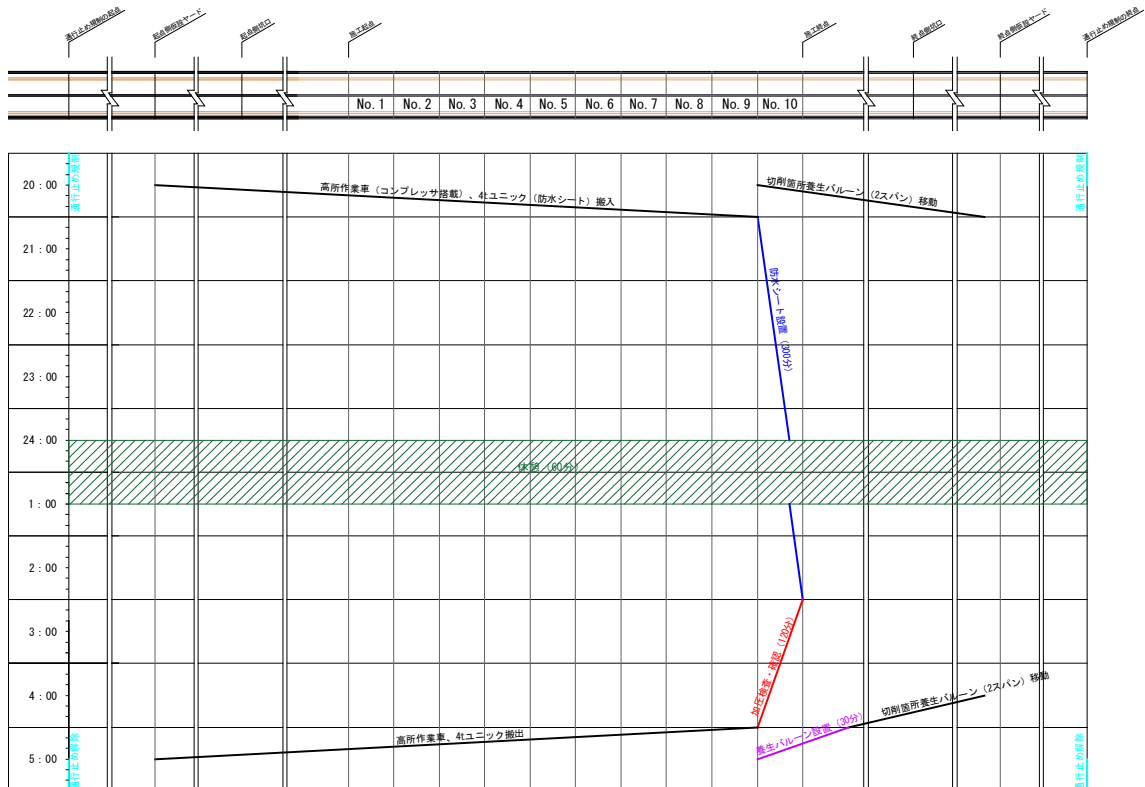 通行止め規制の起点
起点側仮設ヤード
起点側坑口
施工起点
施工終点
終点側坑口
終点側仮設ヤード
通行止め規制の終点
No. 1
No. 2
No. 3
No. 4
No. 5
No. 6
No. 7
No. 8
No. 9
No. 10
通行止め規制
通行止め規制
20：00
高所作業車（コンプレッサ搭載）、4tユニック（防水シート）搬入
切削箇所養生バルーン（2スパン）移動
21：00
防水シート設置（300分）
22：00
23：00
24：00
休憩（60分）
1：00
2：00
3：00
加圧検査・確認（120分）
4：00
切削箇所養生バルーン（2スパン）移動
養生バルーン設置（30分）
高所作業車、4tユニック搬出
5：00
通行止め解除
通行止め解除